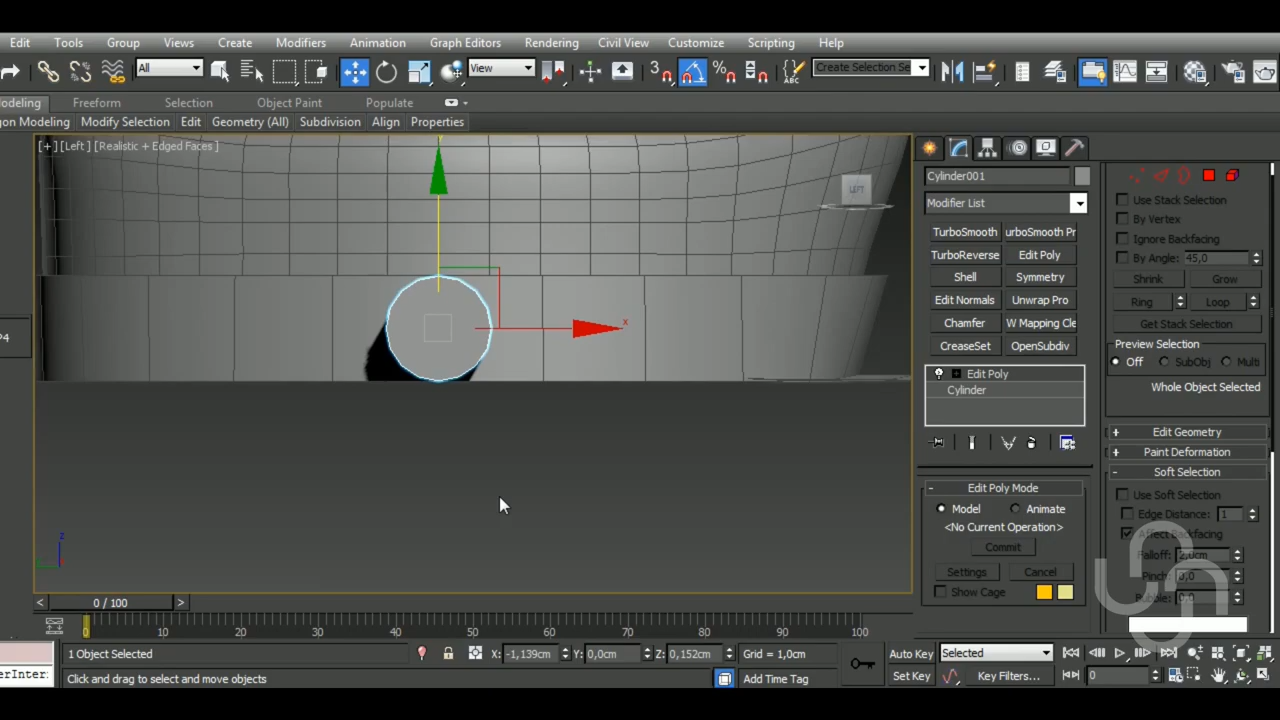 Edit Tools Group Views Create Modifiers Animation Graph Editors Rendering Civil View Customize Scripting Help
All View 3 ABC Create Selection Se
odeling Freeform Selection Object Paint Populate
gon Modeling Modify Selection Edit Geometry (All) Subdivision Align Properties
[+] [Left] [Realistic + Edged Faces]
LEFT
x
z
P4
Cylinder001
Modifier List
TurboSmooth urboSmooth Pr
TurboReverse Edit Poly
Shell Symmetry
Edit Normals Unwrap Pro
Chamfer W Mapping Cle
CreaseSet OpenSubdiv
Edit Poly
Cylinder
- Edit Poly Mode
Model Animate
<No Current Operation>
Commit
Settings Cancel
Show Cage
Use Stack Selection
By Vertex
Ignore Backfacing
By Angle: 45,0
Shrink Grow
Ring Loop
Get Stack Selection
Preview Selection
Off SubObj Multi
Whole Object Selected
+ Edit Geometry
+ Paint Deformation
- Soft Selection
Use Soft Selection
Edge Distance: 1
Affect Backfacing
Falloff: 2,0cm
Pinch: 0,0
Bubble: 0,0
< 0 / 100 >
0 10 20 30 40 50 60 70 80 90 100
1 Object Selected X: -1,139cm Y: 0,0cm Z: 0,152cm Grid = 1,0cm Auto Key Selected
erInter: Click and drag to select and move objects Add Time Tag Set Key Key Filters... 0